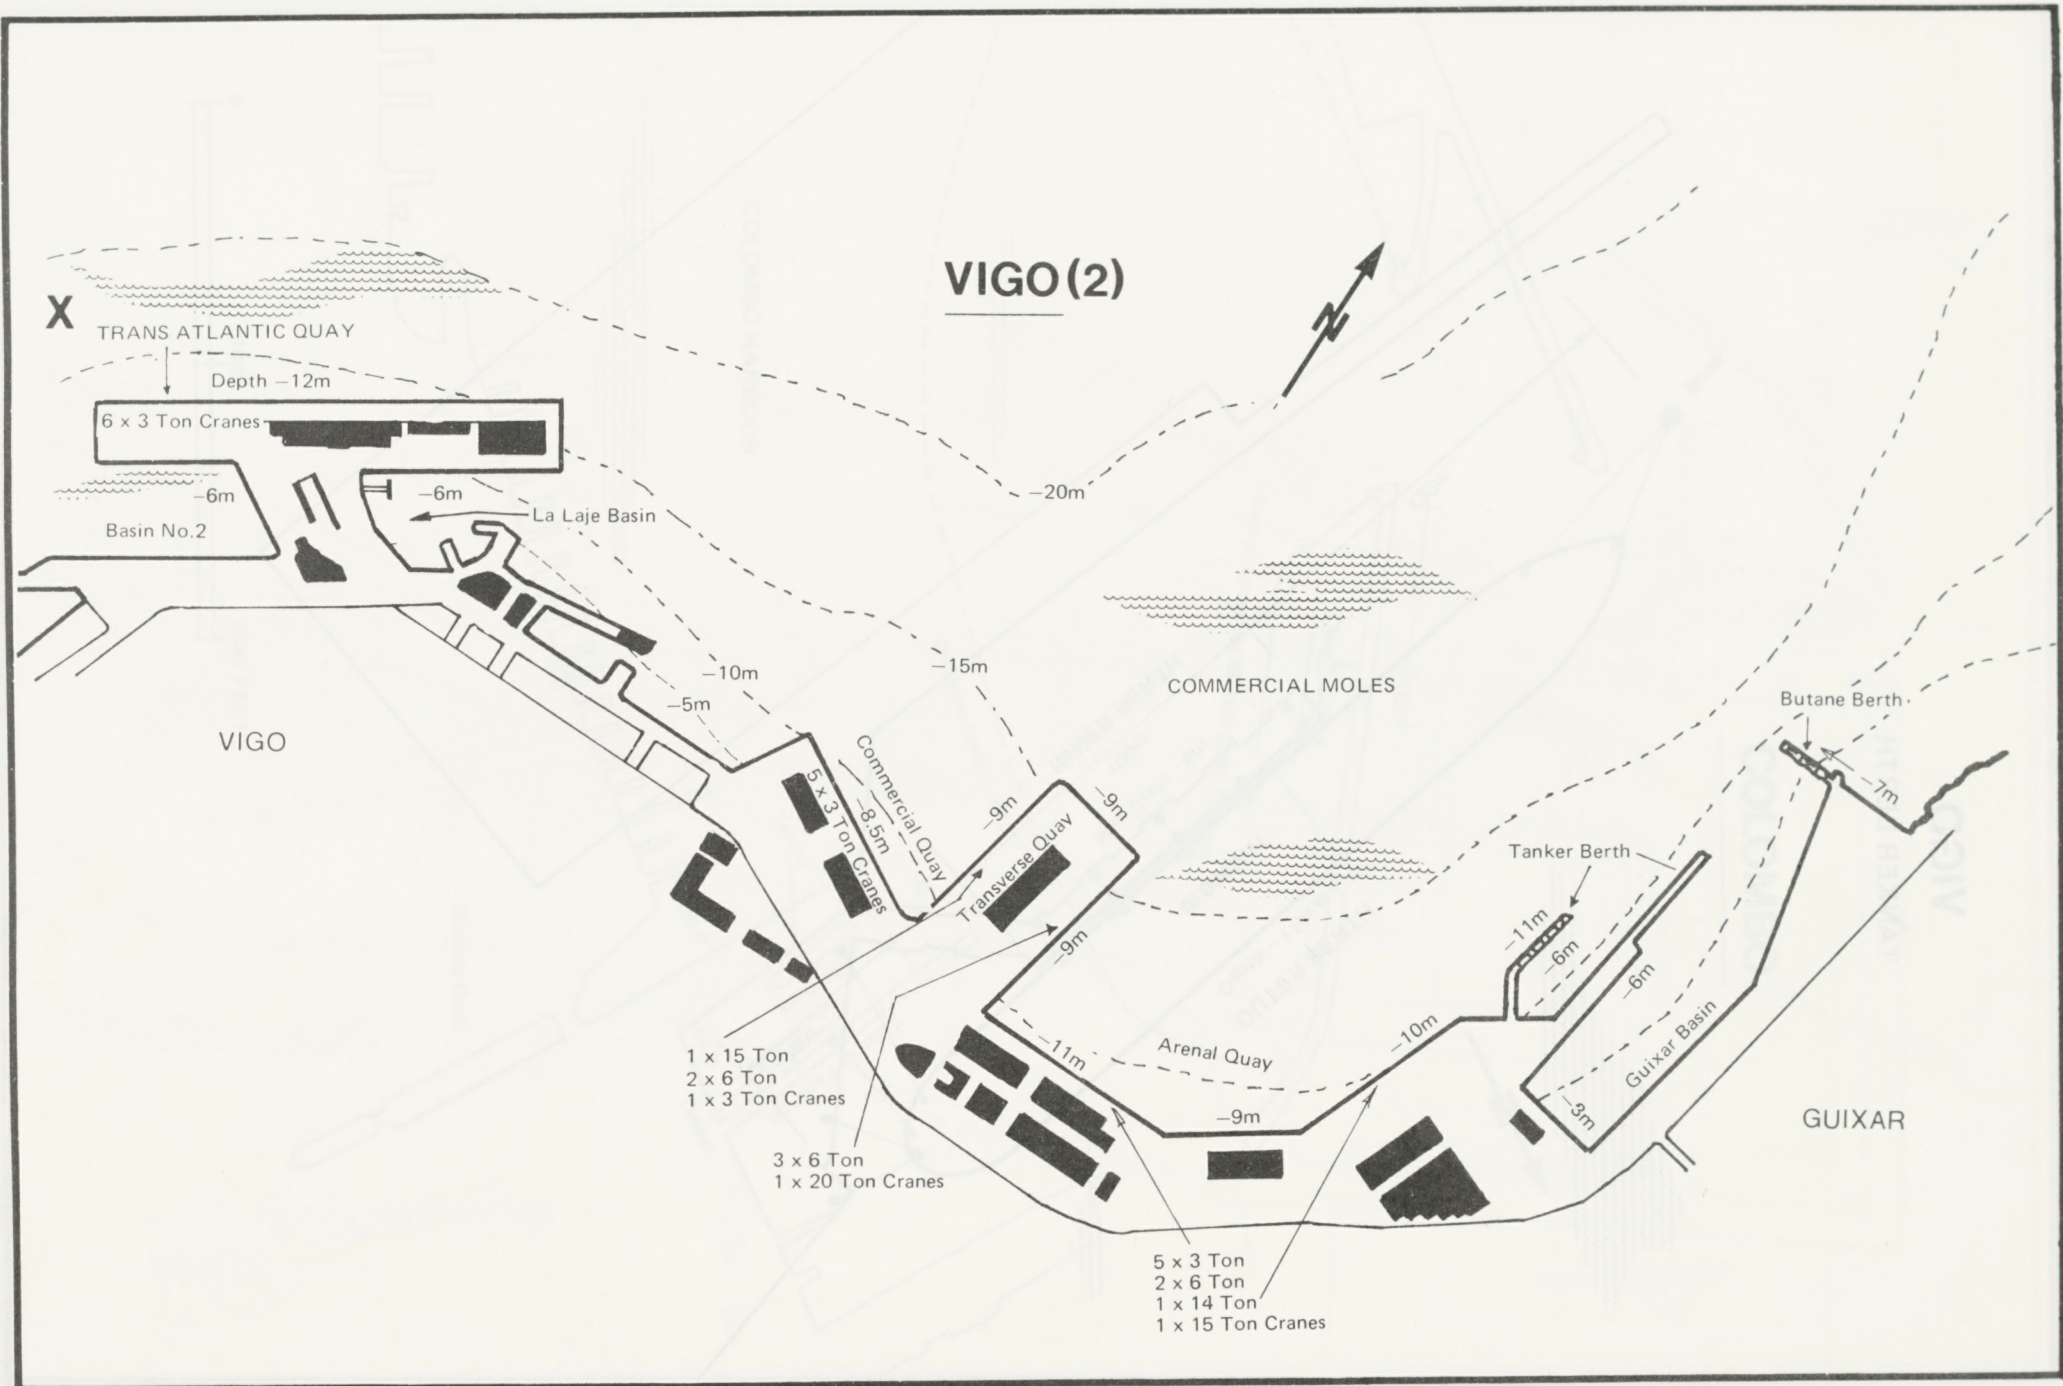 VIGO (2)
N
X
TRANS ATLANTIC QUAY
Depth –12m
6 x 3 Ton Cranes
–6m
–6m
La Laje Basin
Basin No.2
–20m
–10m
–15m
–5m
COMMERCIAL MOLES
VIGO
Butane Berth
–7m
Commercial Quay
–8.5m
5 x 3 Ton Cranes
–9m
–9m
Transverse Quay
–9m
Tanker Berth
–11m
–6m
–6m
Guixar Basin
–3m
GUIXAR
–11m
Arenal Quay
–10m
–9m
1 x 15 Ton
2 x 6 Ton
1 x 3 Ton Cranes
3 x 6 Ton
1 x 20 Ton Cranes
5 x 3 Ton
2 x 6 Ton
1 x 14 Ton
1 x 15 Ton Cranes